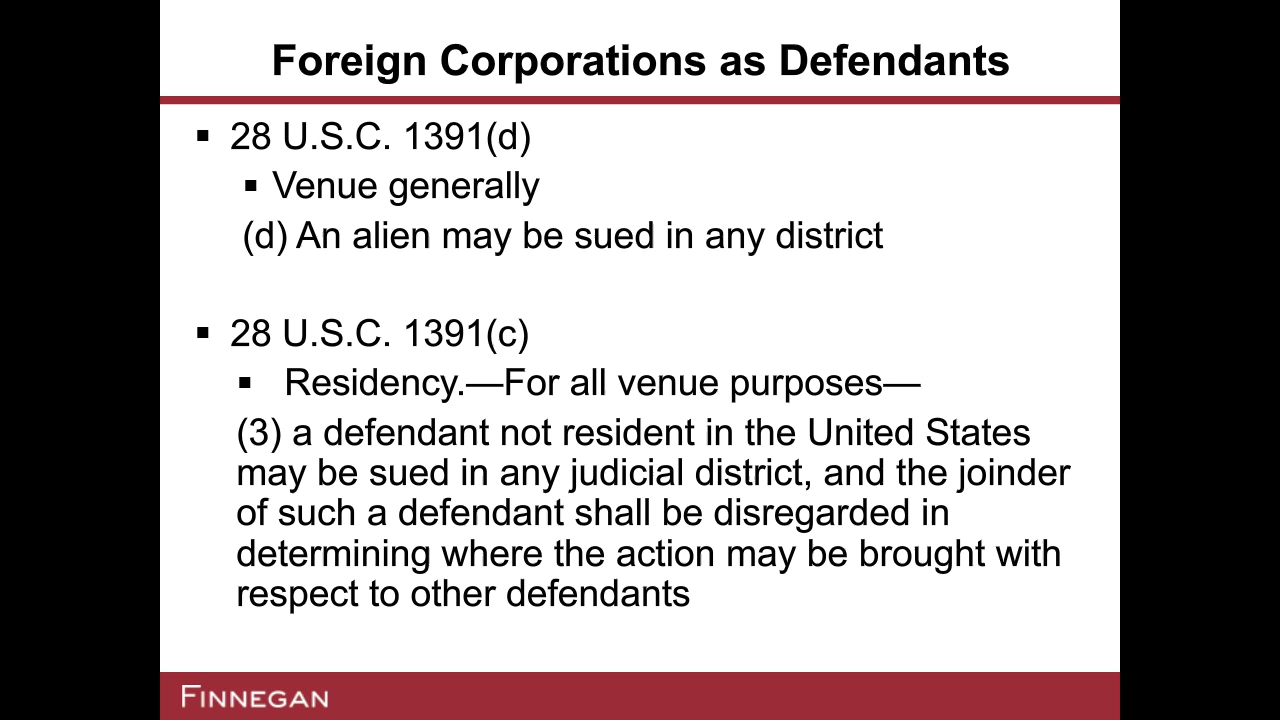 Foreign Corporations as Defendants
▪ 28 U.S.C. 1391(d)
▪ Venue generally
(d) An alien may be sued in any district
▪ 28 U.S.C. 1391(c)
▪ Residency.—For all venue purposes—
(3) a defendant not resident in the United States
may be sued in any judicial district, and the joinder
of such a defendant shall be disregarded in
determining where the action may be brought with
respect to other defendants
FINNEGAN